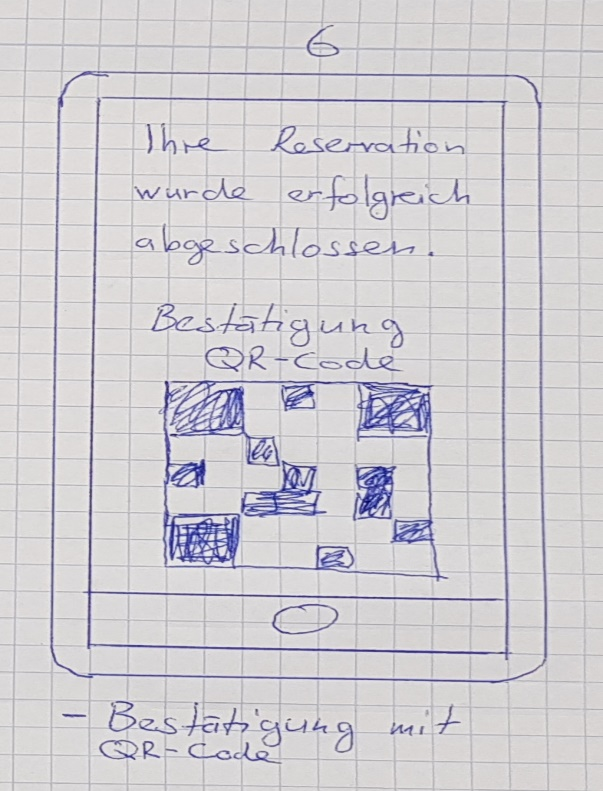 6
Ihre Reservation
wurde erfolgreich
abgeschlossen.
Bestätigung
QR-Code
- Bestätigung mit
QR-Code